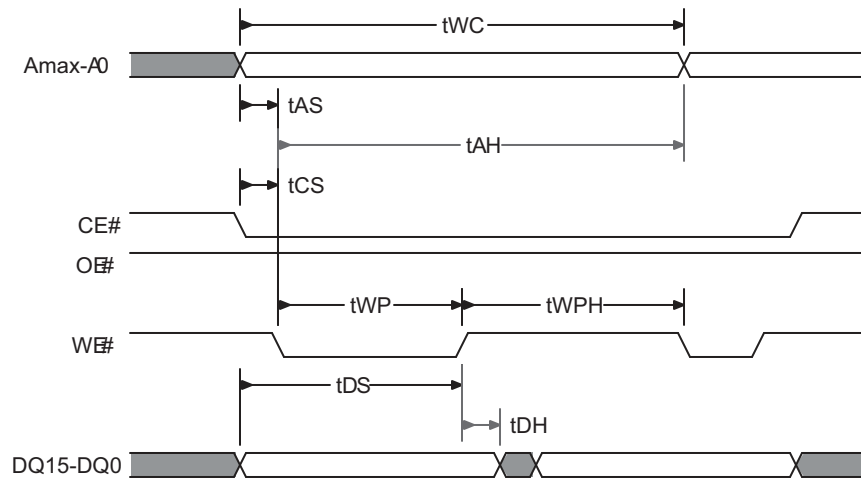 tWC
Amax-A0
tAS
tAH
tCS
CE#
OE#
tWP
tWPH
WE#
tDS
tDH
DQ15-DQ0